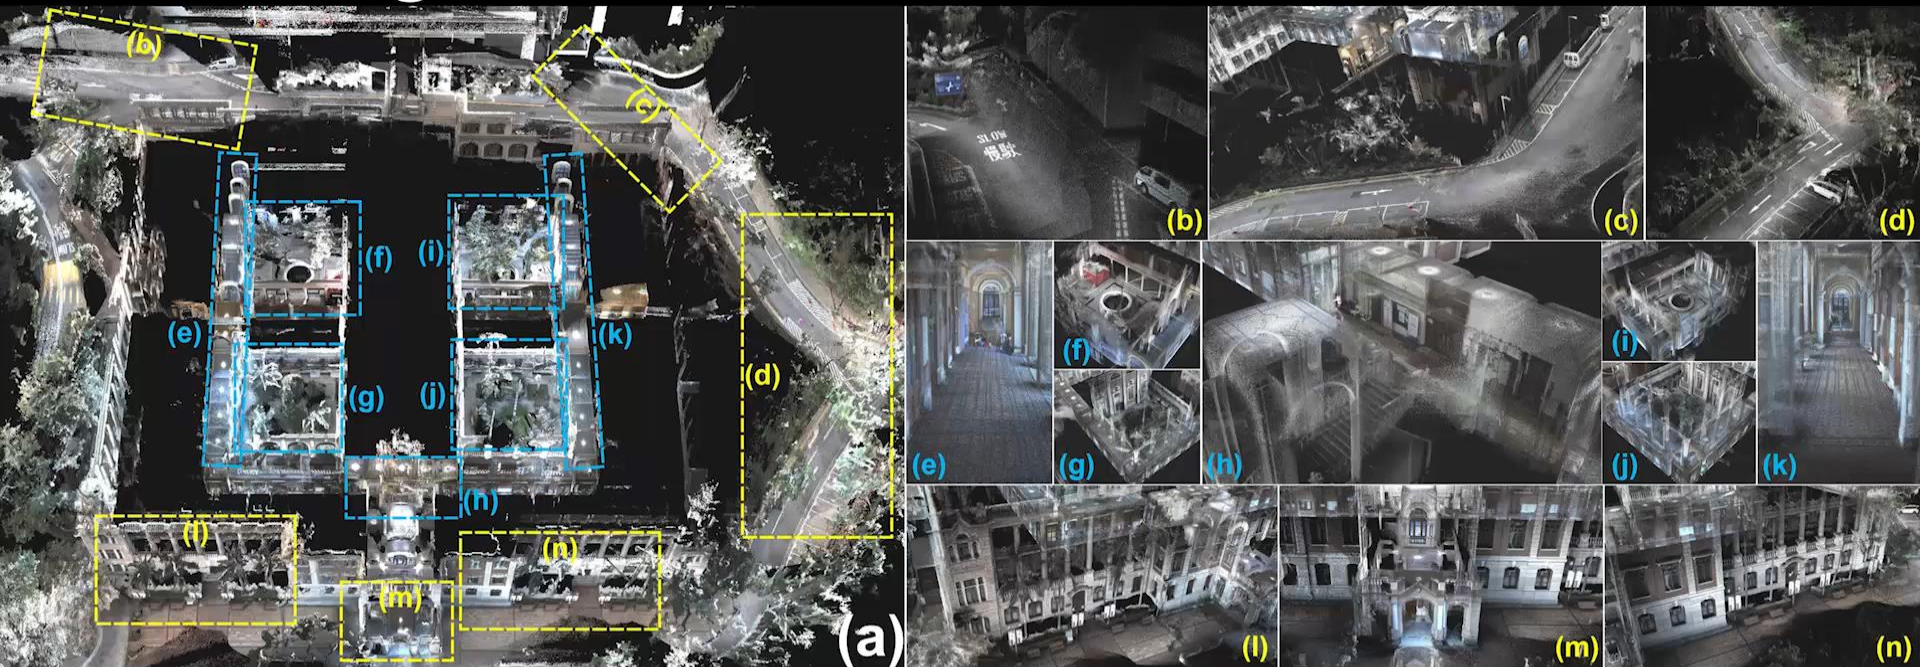 (b)
(c)
(f)
(i)
(e)
(k)
(d)
(g)
(j)
(h)
(l)
(n)
(m)
(a)
SLOW
慢駛
(b)
(c)
(d)
(e)
(f)
(g)
(h)
(i)
(j)
(k)
(l)
(m)
(n)